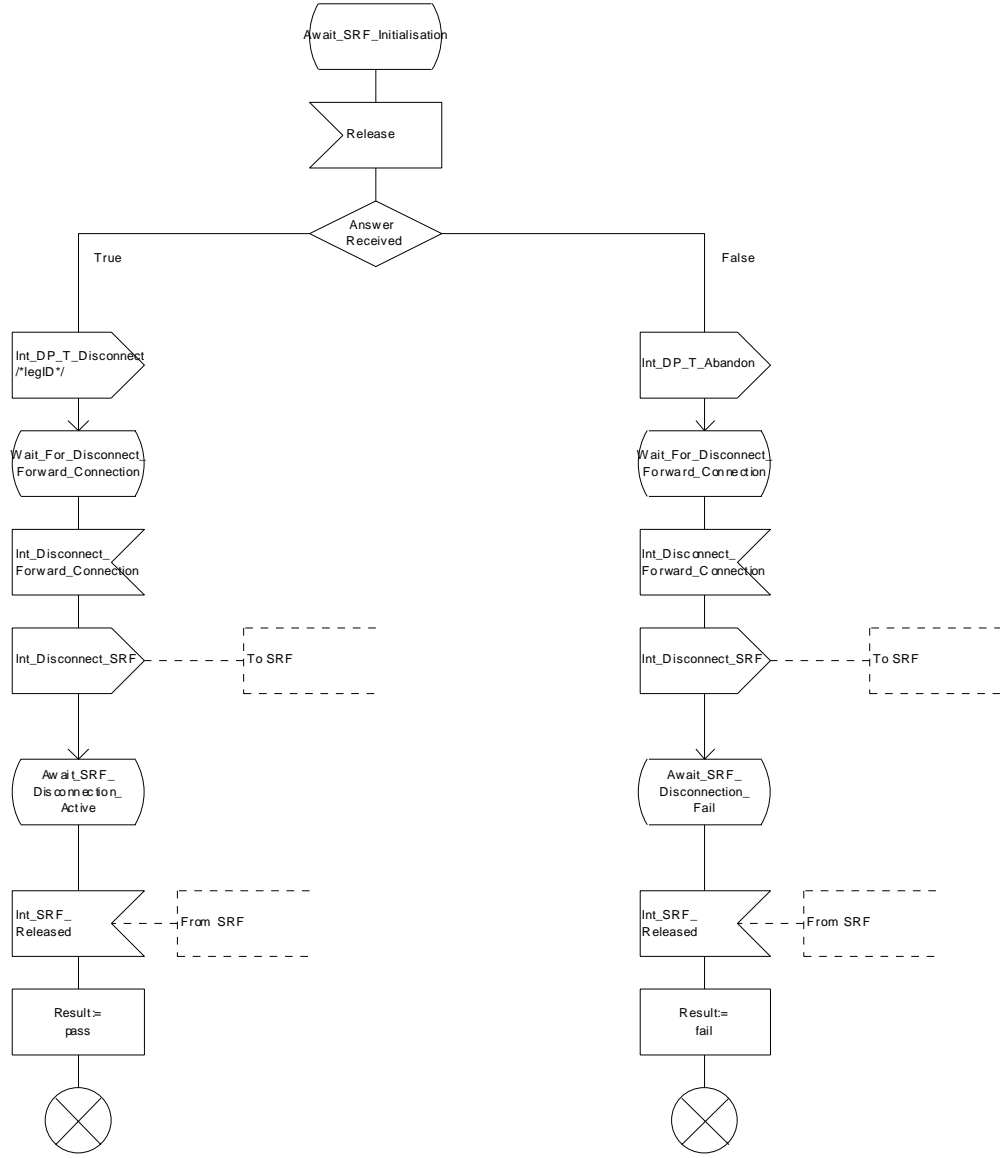 Await_SRF_Initialisation
Release
Answer
Received
True
False
Int_DP_T_Disconnect
/*legID*/
Int_DP_T_Abandon
Wait_For_Disconnect_
Forward_Connection
Wait_For_Disconnect_
Forward_Connection
Int_Disconnect_
Forward_Connection
Int_Disconnect_
Forward_Connection
Int_Disconnect_SRF
To SRF
Int_Disconnect_SRF
To SRF
Await_SRF_
Disconnection_
Active
Await_SRF_
Disconnection_
Fail
Int_SRF_
Released
From SRF
Int_SRF_
Released
From SRF
Result:=
pass
Result:=
fail